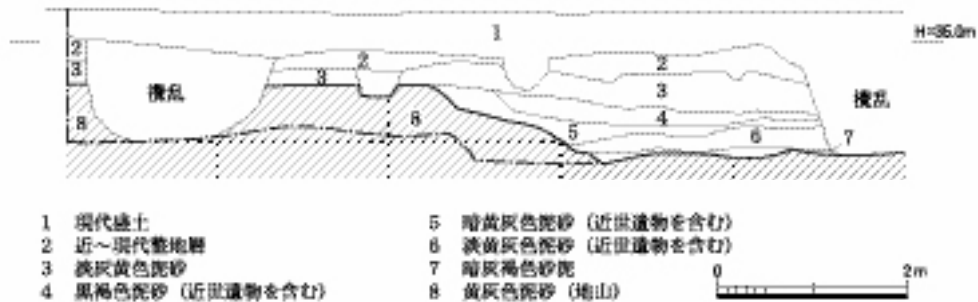 1
H=35.0m
2
2
2
3
3
3
攪乱
攪乱
4
8
8
5
6
7
1 現代盛土
2 近～現代整地層
3 淡灰黄色泥砂
4 黒褐色泥砂（近世遺物を含む）
5 暗黄灰色泥砂（近世遺物を含む）
6 淡黄灰色泥砂（近世遺物を含む）
7 暗灰褐色砂泥
8 黄灰色泥砂（地山）
0 2m